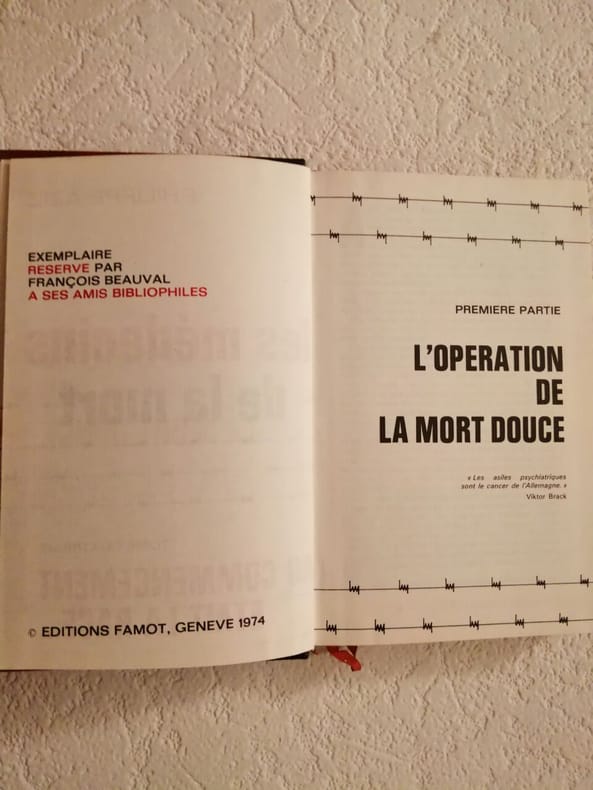 EXEMPLAIRE
RESERVE PAR
FRANÇOIS BEAUVAL
A SES AMIS BIBLIOPHILES
© EDITIONS FAMOT, GENEVE 1974
PREMIERE PARTIE
L'OPERATION
DE
LA MORT DOUCE
« Les asiles psychiatriques
sont le cancer de l'Allemagne. »
Viktor Brack